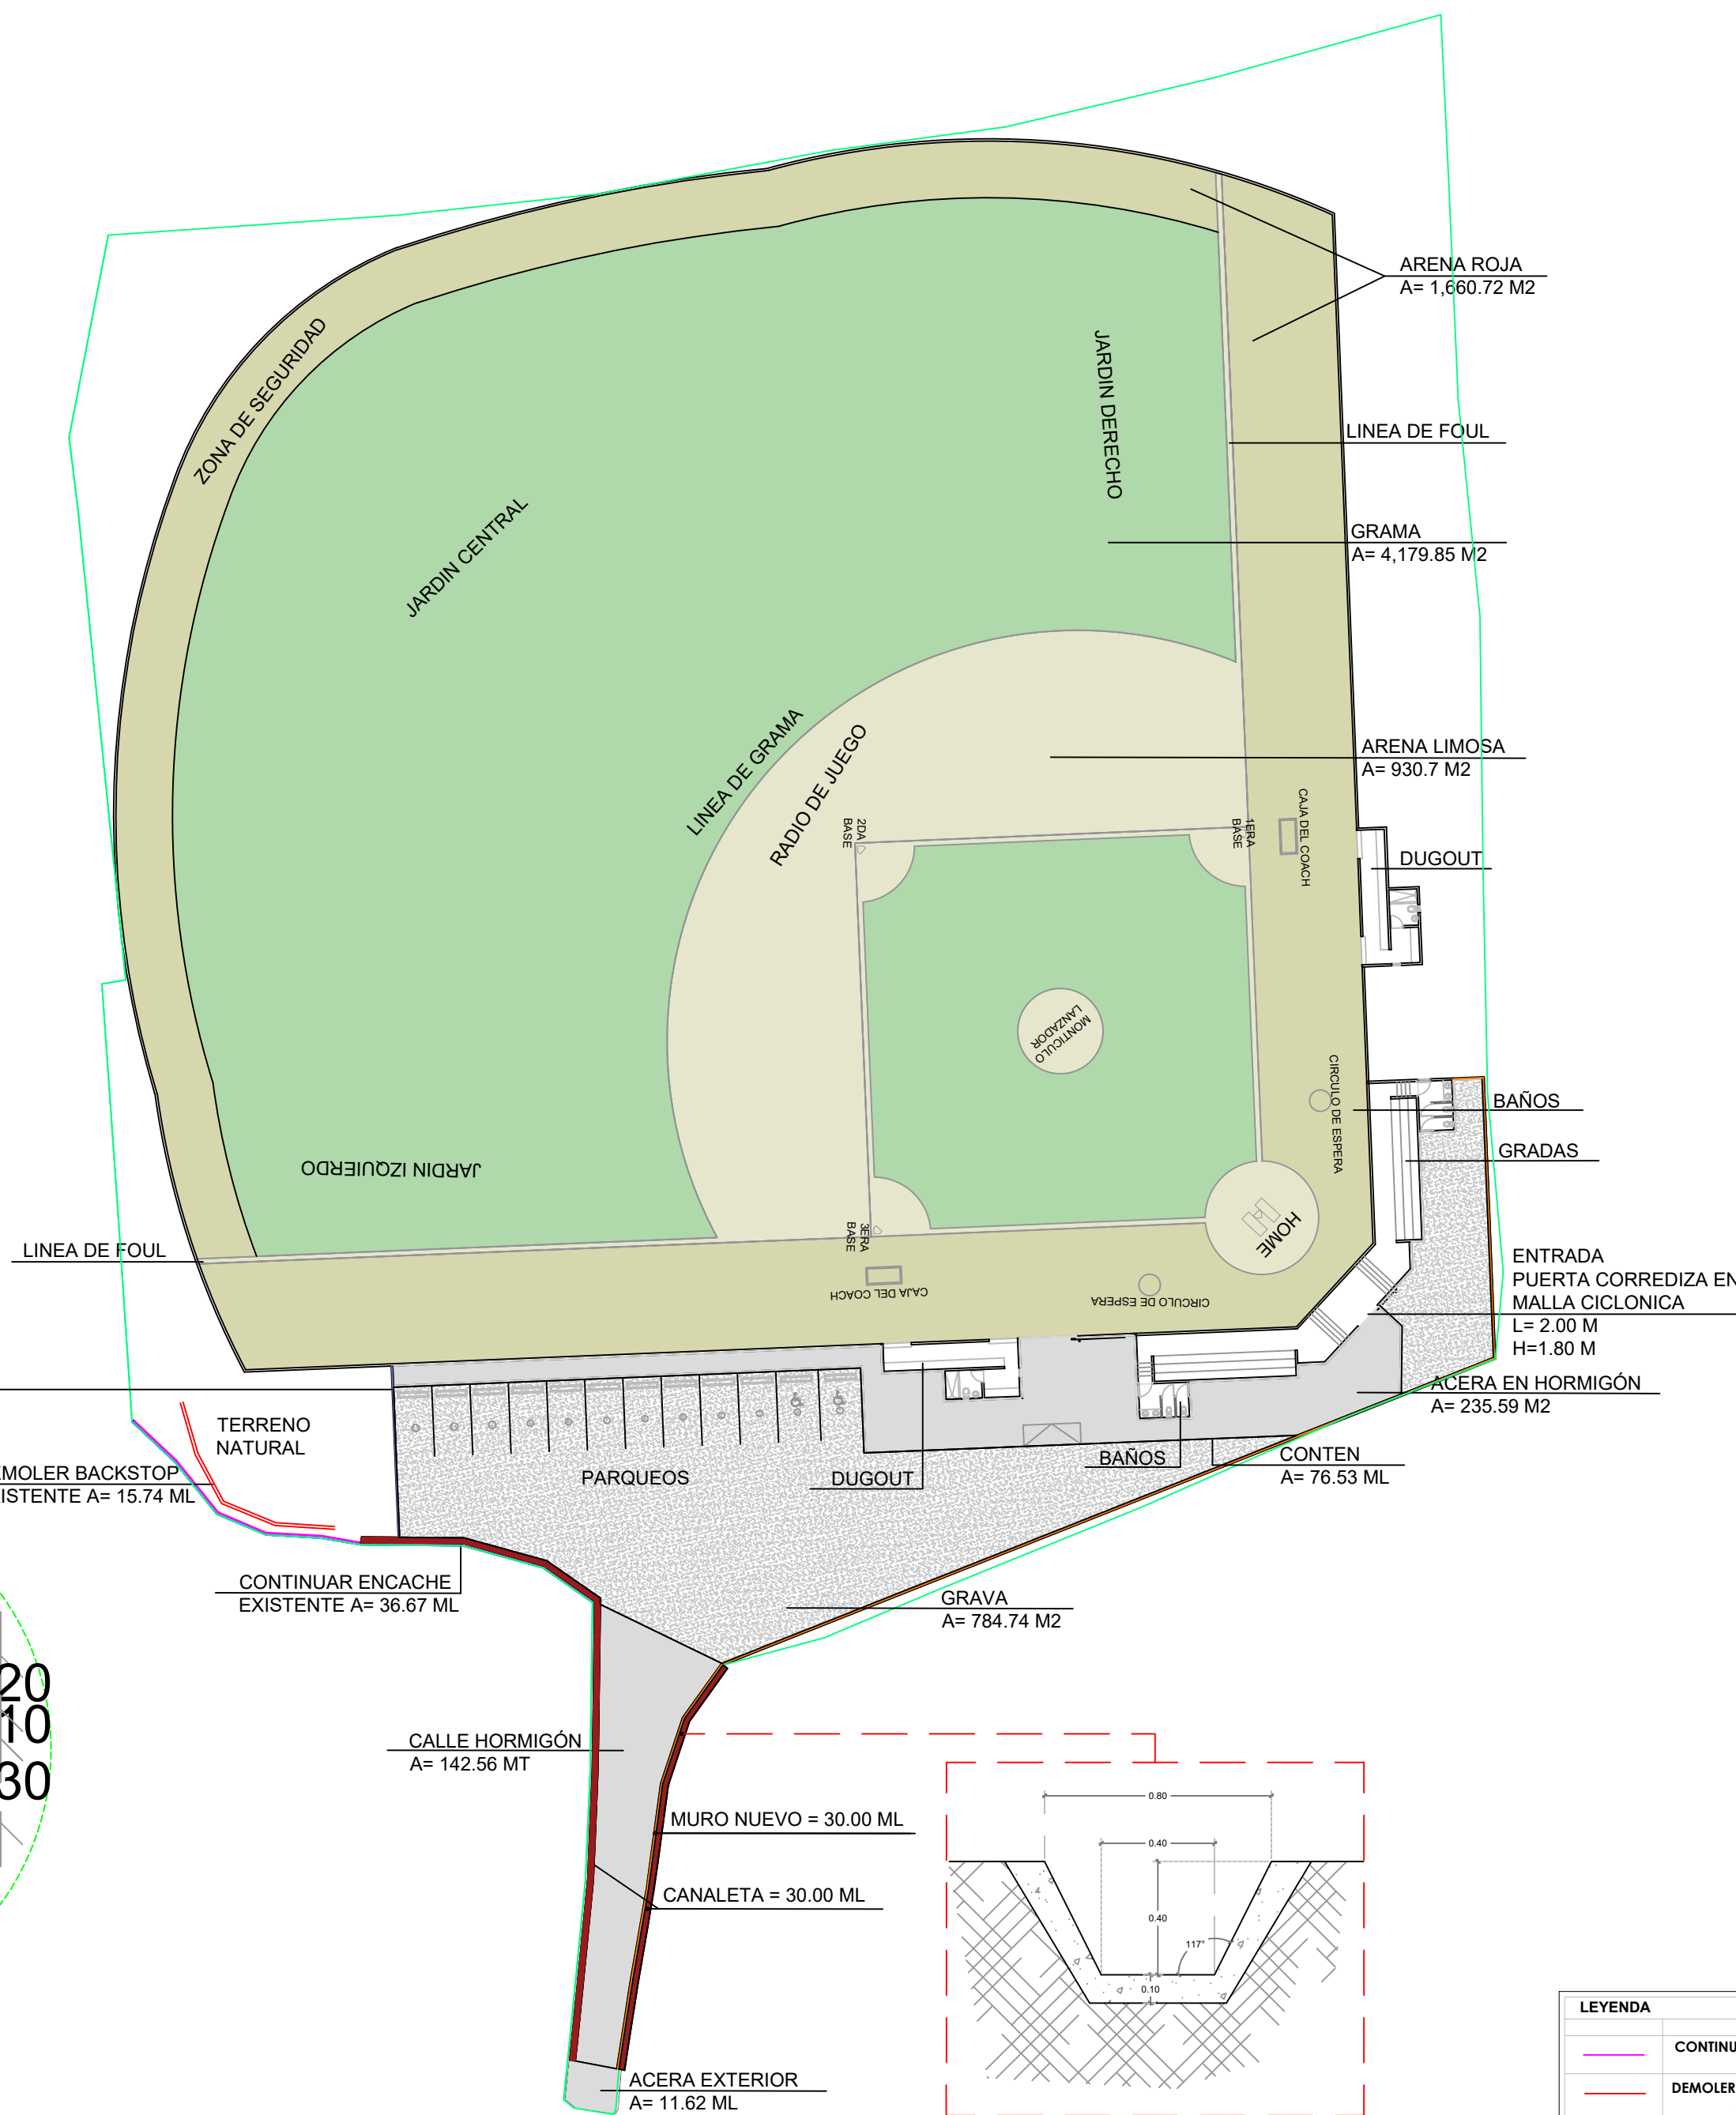 ARENA ROJA
A= 1,660.72 M2
ZONA DE SEGURIDAD
JARDIN DERECHO
LINEA DE FOUL
JARDIN CENTRAL
GRAMA
A= 4,179.85 M2
LINEA DE GRAMA
RADIO DE JUEGO
ARENA LIMOSA
A= 930.7 M2
2DA
BASE
1ERA
BASE
CAJA DEL COACH
DUGOUT
MONTICULO
LANZADOR
CIRCULO DE ESPERA
BAÑOS
GRADAS
JARDIN IZQUIERDO
3ERA
BASE
HOME
LINEA DE FOUL
CAJA DEL COACH
CIRCULO DE ESPERA
ENTRADA
PUERTA CORREDIZA EN
MALLA CICLONICA
L= 2.00 M
H=1.80 M
ACERA EN HORMIGÓN
A= 235.59 M2
TERRENO
NATURAL
MOLER BACKSTOP
ISTENTE A= 15.74 ML
PARQUEOS
DUGOUT
BAÑOS
CONTEN
A= 76.53 ML
CONTINUAR ENCACHE
EXISTENTE A= 36.67 ML
GRAVA
A= 784.74 M2
20
10
30
CALLE HORMIGÓN
A= 142.56 MT
MURO NUEVO = 30.00 ML
CANALETA = 30.00 ML
0.80
0.40
0.40
117°
0.10
ACERA EXTERIOR
A= 11.62 ML
LEYENDA
CONTINU
DEMOLER